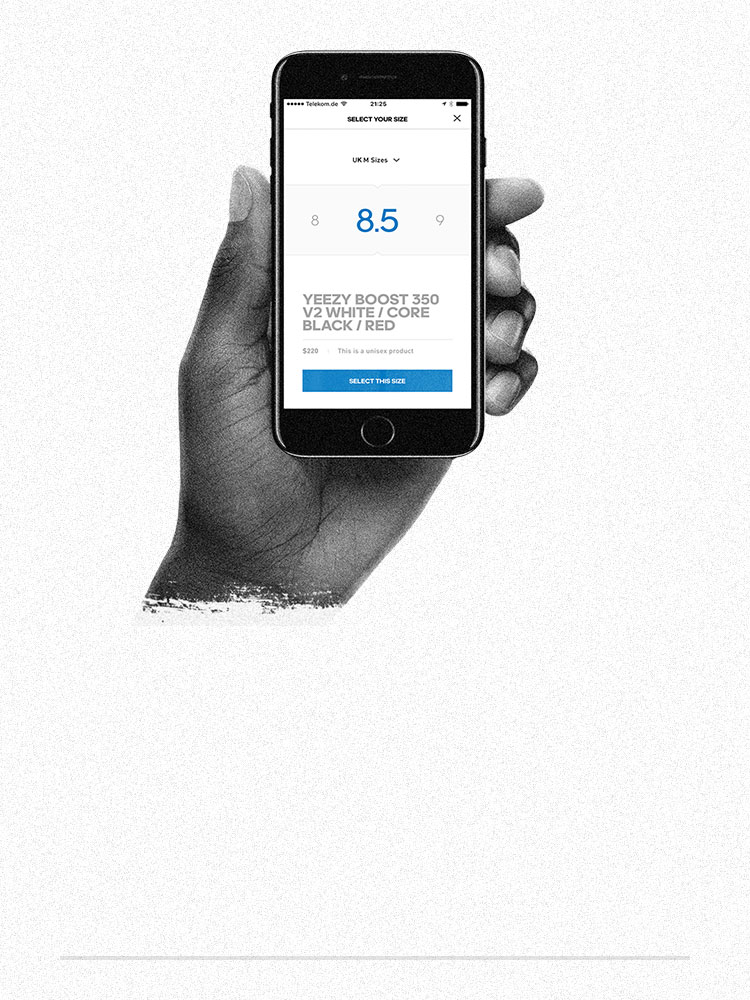 Telekom.de 21:25
SELECT YOUR SIZE
UK M Sizes
8 8.5 9
YEEZY BOOST 350
V2 WHITE / CORE
BLACK / RED
$220 This is a unisex product
SELECT THIS SIZE